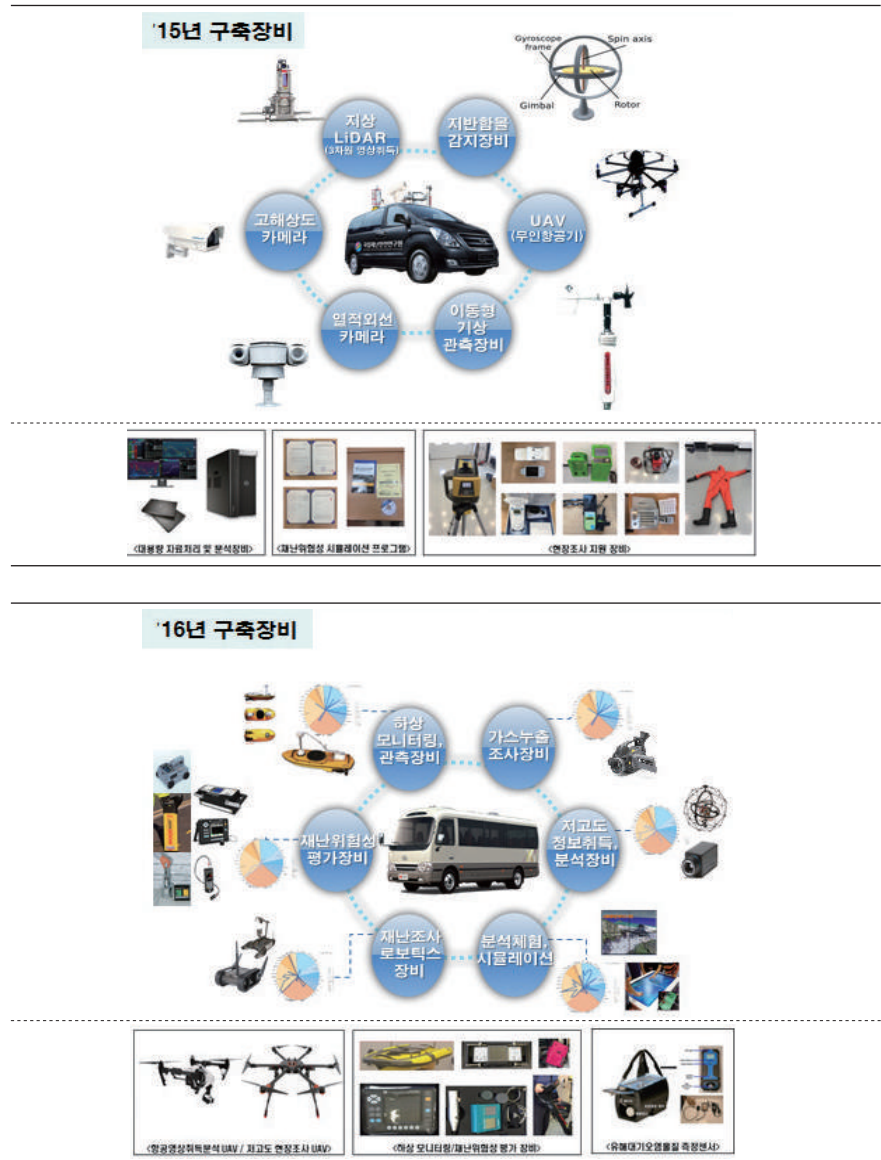 '15년 구축장비
Gyroscope
frame
Spin axis
Gimbal
Rotor
지상
LiDAR
(3차원 영상취득)
지반함몰
감지장비
고해상도
카메라
UAV
(무인항공기)
열적외선
카메라
이동형
기상
관측장비
<대용량 자료처리 및 분석장비>
<재난위험성 시뮬레이션 프로그램>
<현장조사 지원 장비>
'16년 구축장비
하상
모니터링,
관측장비
가스누출
조사장비
재난위험성
평가장비
저고도
정보취득,
분석장비
재난조사
로보틱스
장비
분석체험,
시뮬레이션
<항공영상취득분석 UAV / 저고도 현장조사 UAV>
<하상 모니터링/재난위험성 평가 장비>
<유해대기오염물질 측정센서>